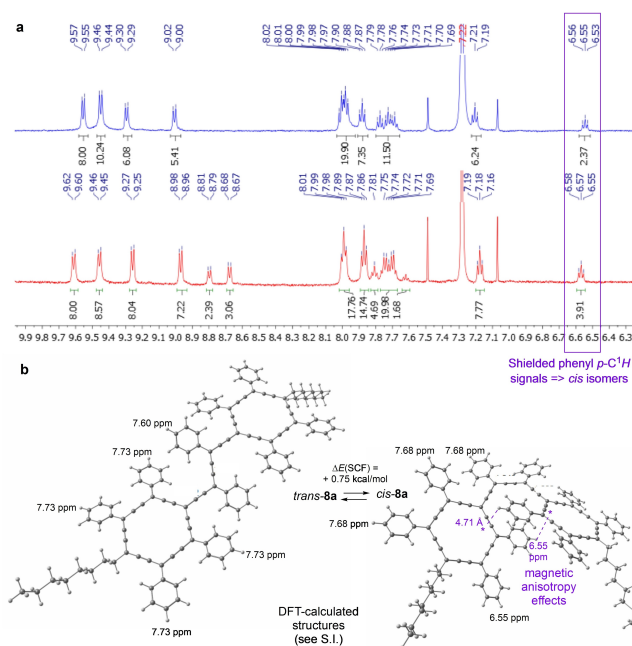 a
9.57 9.55 9.46 9.44 9.30 9.29 9.02 9.00 8.02 8.01 8.00 7.99 7.98 7.97 7.90 7.88 7.87 7.79 7.78 7.76 7.74 7.73 7.71 7.70 7.69 7.22 7.21 7.19 6.56 6.55 6.53
8.00 10.24 6.08 5.41 19.90 7.35 11.50 6.24 2.37
9.62 9.60 9.46 9.45 9.27 9.25 8.98 8.96 8.81 8.79 8.68 8.67 8.01 7.99 7.98 7.89 7.87 7.86 7.81 7.75 7.74 7.72 7.71 7.69 7.19 7.18 7.16 6.58 6.57 6.55
8.00 8.57 8.04 7.22 2.39 3.06 17.76 14.74 4.69 19.98 1.68 7.77 3.91
9.9 9.8 9.7 9.6 9.5 9.4 9.3 9.2 9.1 9.0 8.9 8.8 8.7 8.6 8.5 8.4 8.3 8.2 8.1 8.0 7.9 7.8 7.7 7.6 7.5 7.4 7.3 7.2 7.1 7.0 6.9 6.8 6.7 6.6 6.5 6.4 6.3
Shielded phenyl p-C¹H
signals => cis isomers
b
7.60 ppm
7.73 ppm
7.73 ppm
7.73 ppm
7.73 ppm
ΔE(SCF) =
+ 0.75 kcal/mol
trans-8a
cis-8a
DFT-calculated
structures
(see S.I.)
7.68 ppm 7.68 ppm
7.68 ppm
4.71 Å
*
*
6.55
ppm
magnetic
anisotropy
effects
6.55 ppm